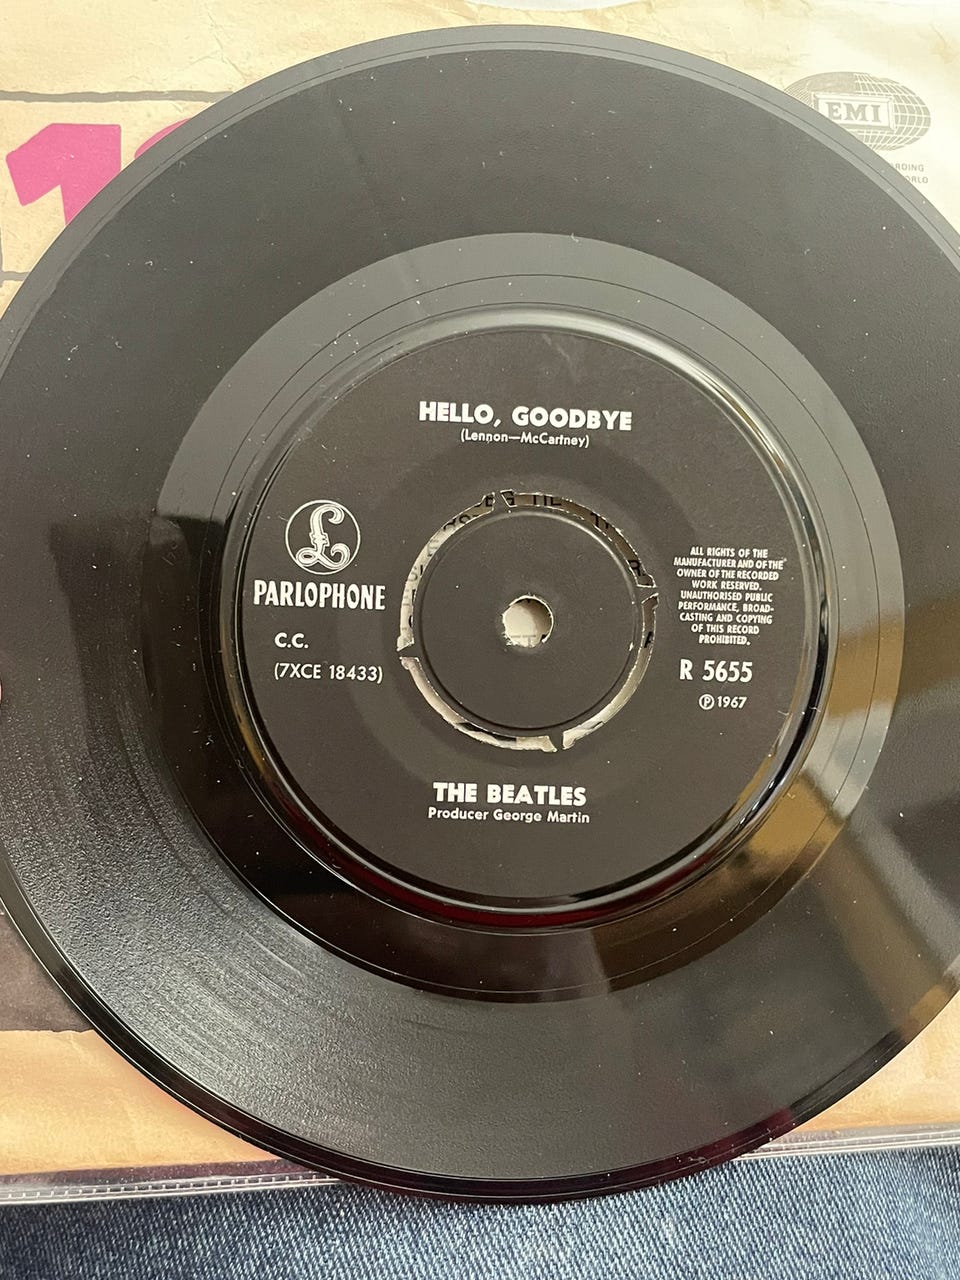 EMI
HELLO, GOODBYE
(Lennon—McCartney)
£
PARLOPHONE
C.C.
(7XCE 18433)
ALL RIGHTS OF THE
MANUFACTURER AND OF THE
OWNER OF THE RECORDED
WORK RESERVED.
UNAUTHORISED PUBLIC
PERFORMANCE, BROAD-
CASTING AND COPYING
OF THIS RECORD
PROHIBITED.
R 5655
℗ 1967
THE BEATLES
Producer George Martin